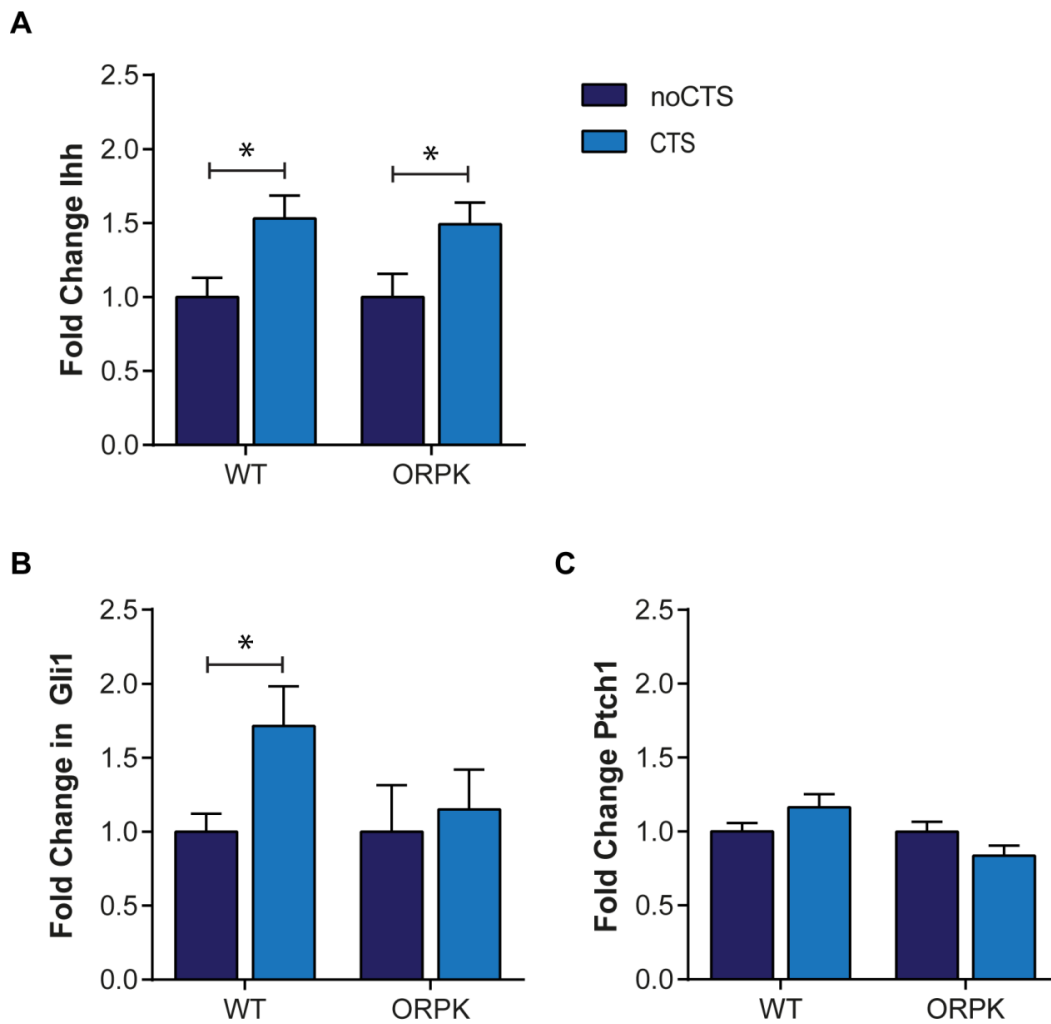 A
Fold Change Ihh
2.5
2.0
1.5
1.0
0.5
0.0
*
*
WT
ORPK
noCTS
CTS
B
Fold Change in Gli1
2.5
2.0
1.5
1.0
0.5
0.0
*
WT
ORPK
C
Fold Change Ptch1
2.5
2.0
1.5
1.0
0.5
0.0
WT
ORPK